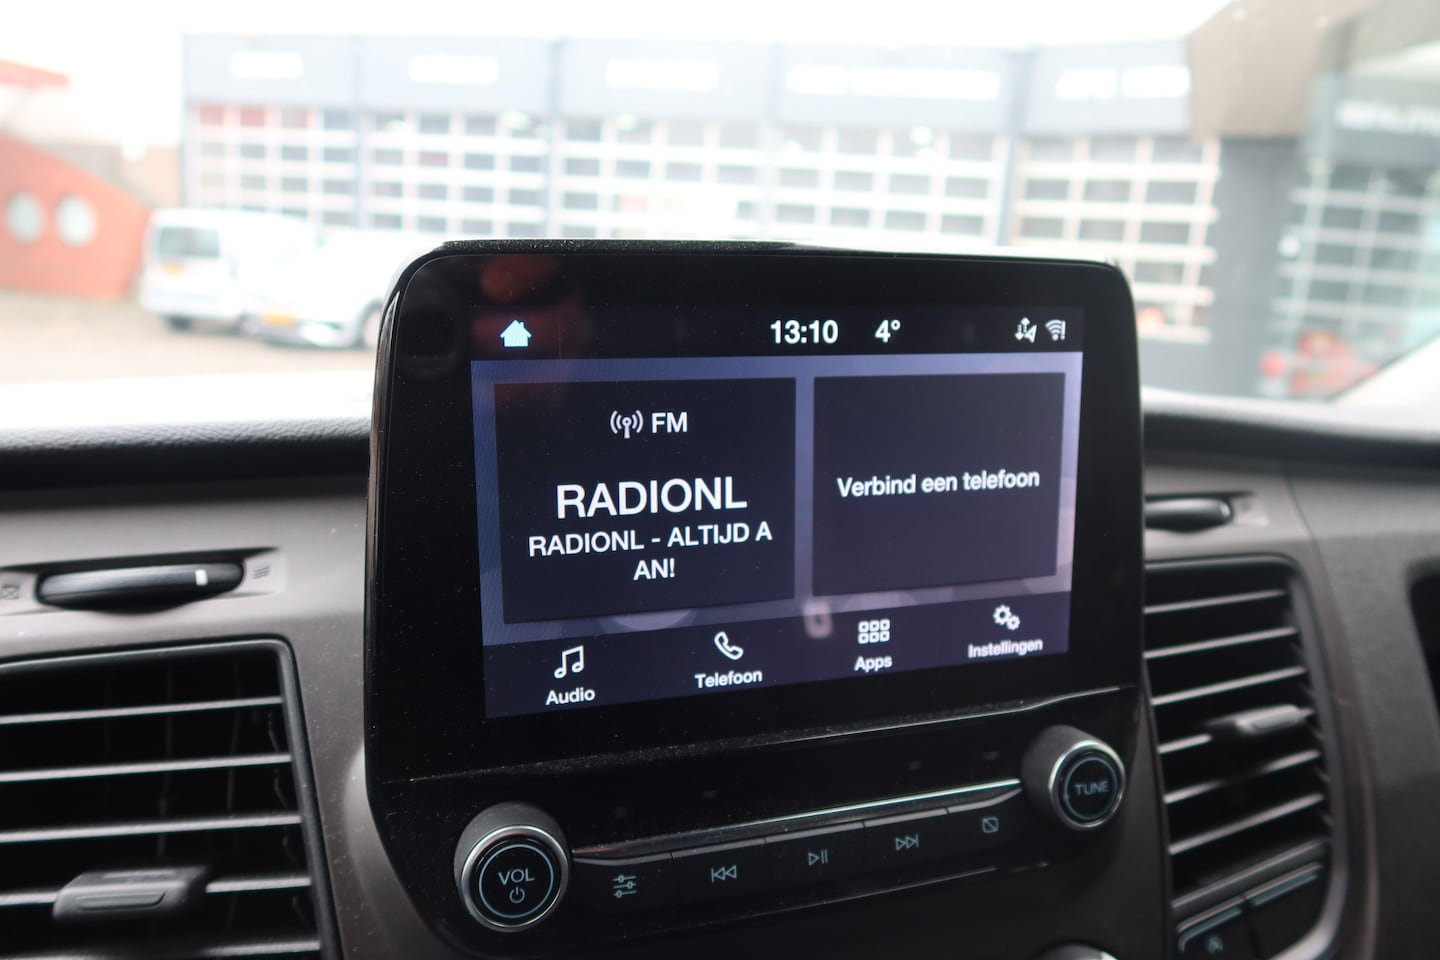 13:10 4°
FM
RADIONL
RADIONL - ALTIJD A
AN!
Verbind een telefoon
Audio
Telefoon
Apps
Instellingen
VOL
TUNE